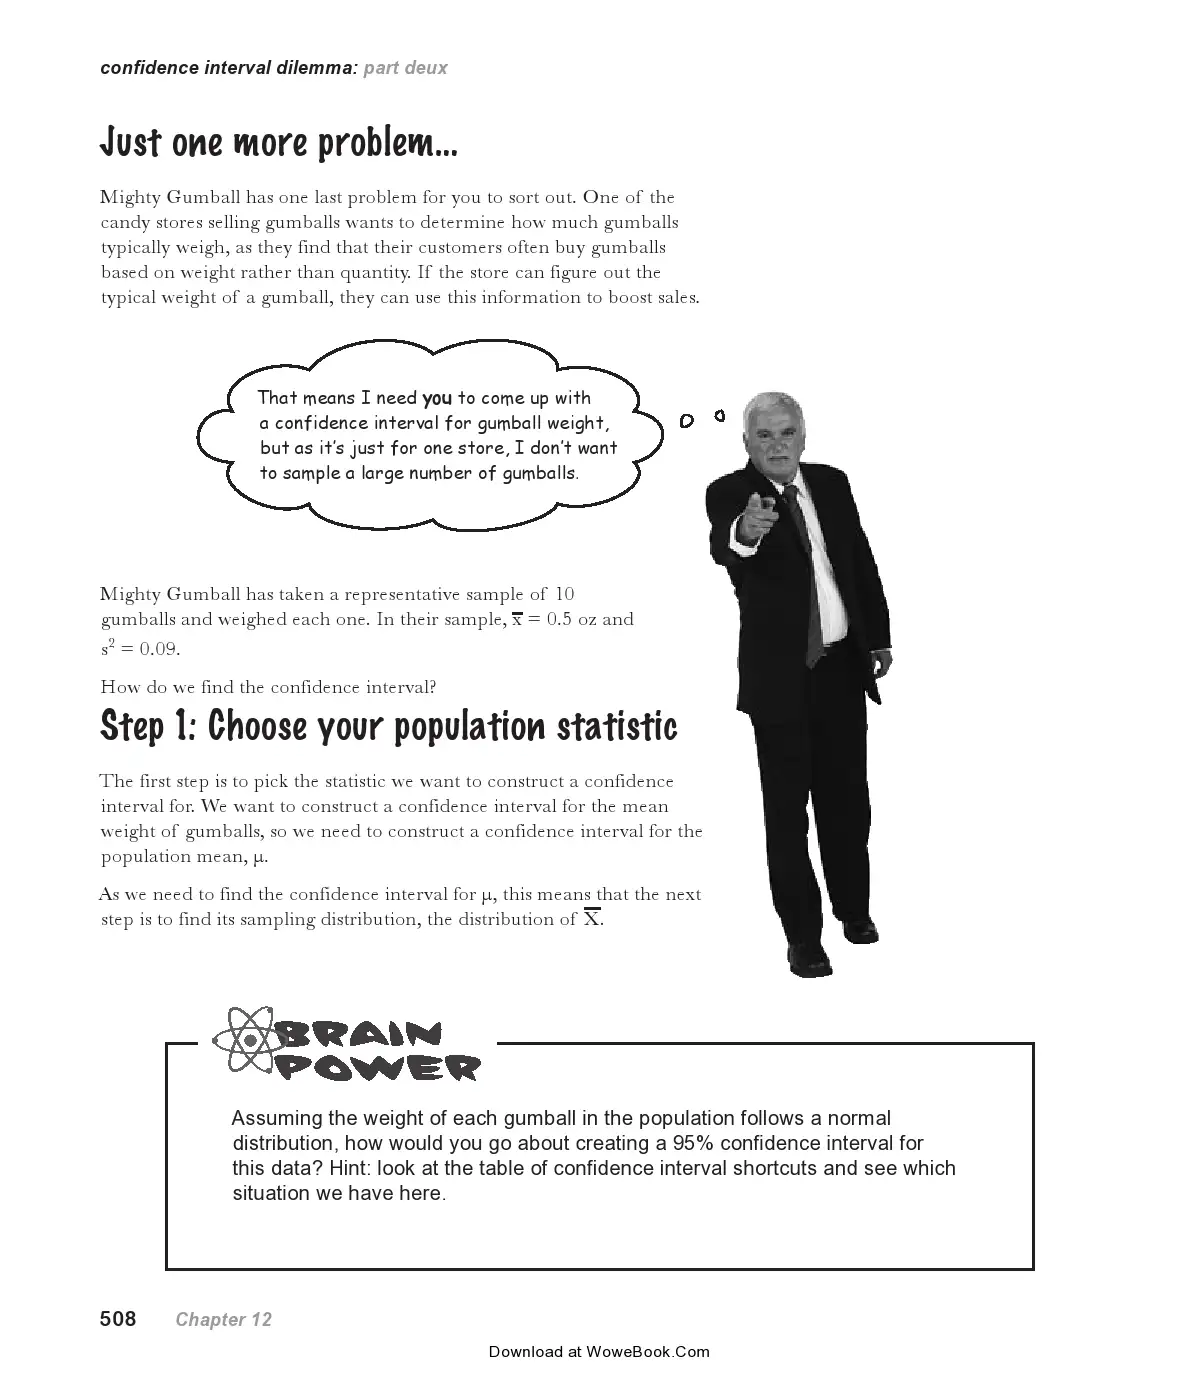 confidence interval dilemma: part deux
Just one more problem...
Mighty Gumball has one last problem for you to sort out. One of the
candy stores selling gumballs wants to determine how much gumballs
typically weigh, as they find that their customers often buy gumballs
based on weight rather than quantity. If the store can figure out the
typical weight of a gumball, they can use this information to boost sales.
That means I need you to come up with
a confidence interval for gumball weight,
but as it's just for one store, I don't want
to sample a large number of gumballs.
Mighty Gumball has taken a representative sample of 10
gumballs and weighed each one. In their sample, x̅ = 0.5 oz and
s² = 0.09.
How do we find the confidence interval?
Step 1: Choose your population statistic
The first step is to pick the statistic we want to construct a confidence
interval for. We want to construct a confidence interval for the mean
weight of gumballs, so we need to construct a confidence interval for the
population mean, μ.
As we need to find the confidence interval for μ, this means that the next
step is to find its sampling distribution, the distribution of X̅.
BRAIN
POWER
Assuming the weight of each gumball in the population follows a normal
distribution, how would you go about creating a 95% confidence interval for
this data? Hint: look at the table of confidence interval shortcuts and see which
situation we have here.
508 Chapter 12
Download at WoweBook.Com